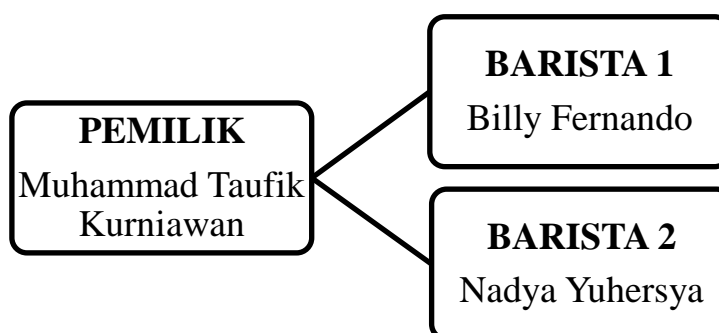 PEMILIK
Muhammad Taufik
Kurniawan
BARISTA 1
Billy Fernando
BARISTA 2
Nadya Yuhersya